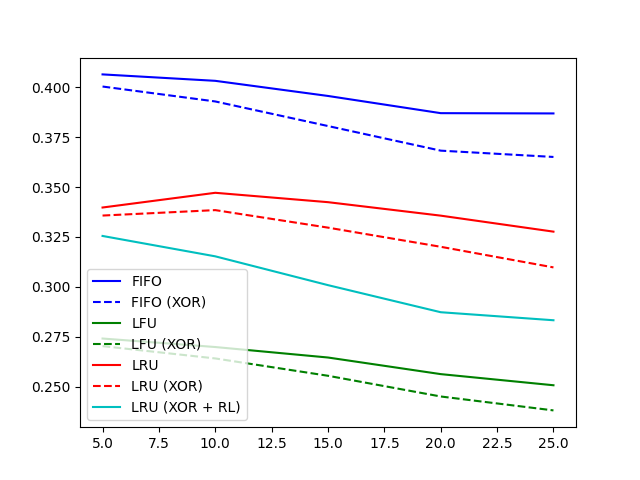 0.400
0.375
0.350
0.325
0.300
0.275
0.250
FIFO
FIFO (XOR)
LFU
LFU (XOR)
LRU
LRU (XOR)
LRU (XOR + RL)
5.0 7.5 10.0 12.5 15.0 17.5 20.0 22.5 25.0